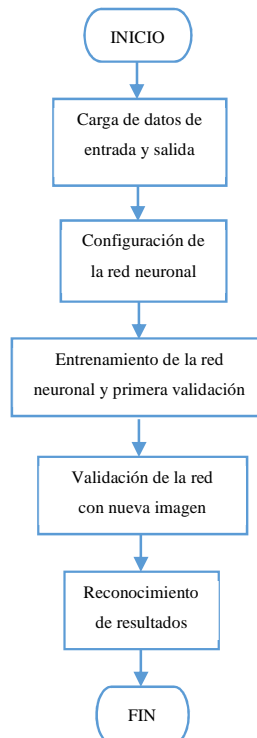 INICIO
Carga de datos de
entrada y salida
Configuración de
la red neuronal
Entrenamiento de la red
neuronal y primera validación
Validación de la red
con nueva imagen
Reconocimiento
de resultados
FIN